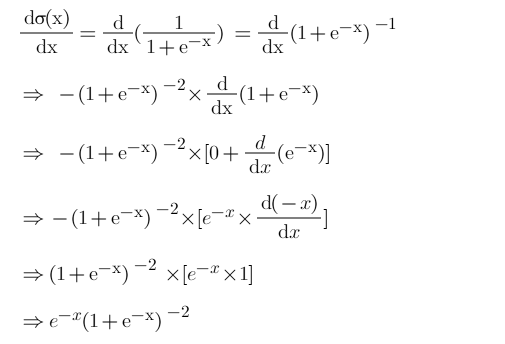 dσ(x)/dx = d/dx(1/1+e^−x) = d/dx(1+e^−x)^−1
⇒ −(1+e^−x)^−2×d/dx(1+e^−x)
⇒ −(1+e^−x)^−2×[0+d/dx(e^−x)]
⇒ −(1+e^−x)^−2×[e^−x×d(−x)/dx]
⇒ (1+e^−x)^−2 ×[e^−x×1]
⇒ e^−x(1+e^−x)^−2